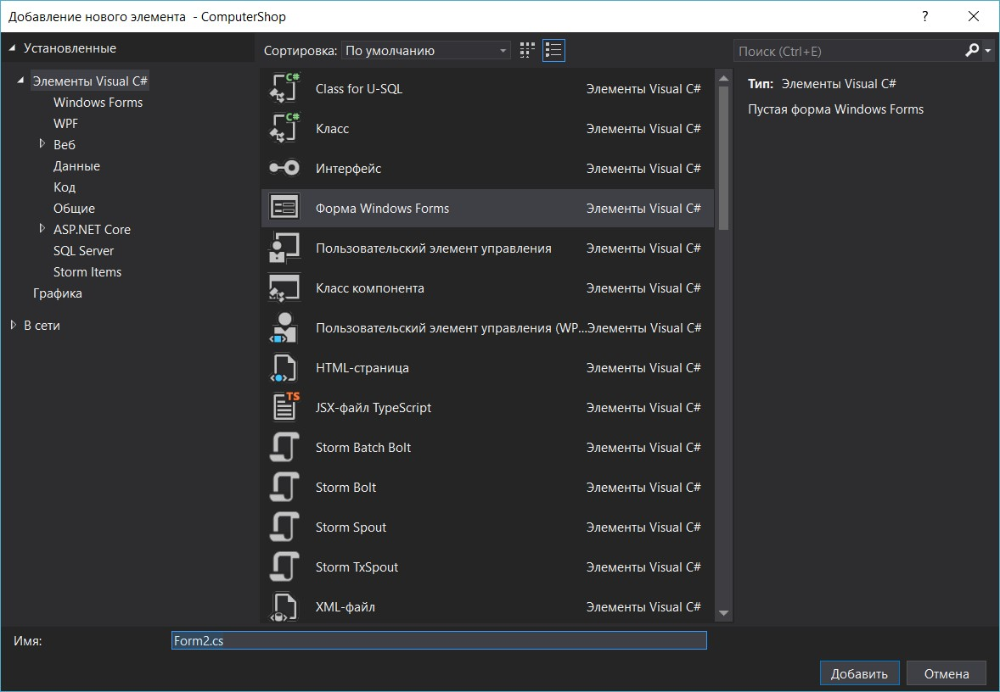 Добавление нового элемента - ComputerShop
?
Установленные
Элементы Visual C#
Windows Forms
WPF
Веб
Данные
Код
Общие
ASP.NET Core
SQL Server
Storm Items
Графика
В сети
Сортировка: По умолчанию
C# Class for U-SQL Элементы Visual C#
C# Класс Элементы Visual C#
Интерфейс Элементы Visual C#
Форма Windows Forms Элементы Visual C#
Пользовательский элемент управления Элементы Visual C#
Класс компонента Элементы Visual C#
Пользовательский элемент управления (WP...Элементы Visual C#
HTML-страница Элементы Visual C#
TS JSX-файл TypeScript Элементы Visual C#
Storm Batch Bolt Элементы Visual C#
Storm Bolt Элементы Visual C#
Storm Spout Элементы Visual C#
Storm TxSpout Элементы Visual C#
XML-файл Элементы Visual C#
Поиск (Ctrl+E)
Тип: Элементы Visual C#
Пустая форма Windows Forms
Имя: Form2.cs
Добавить Отмена